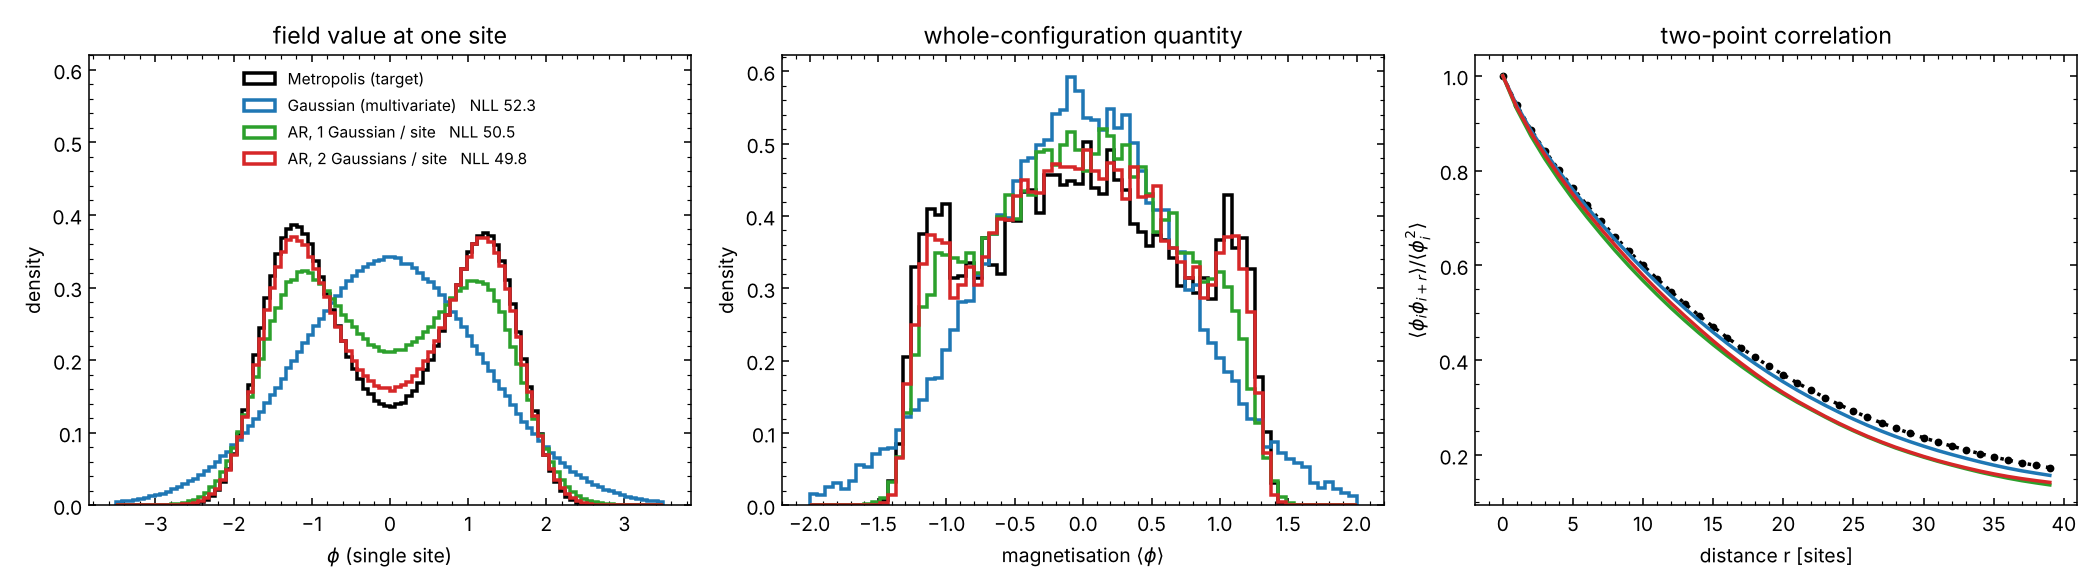 field value at one site
Metropolis (target)
Gaussian (multivariate) NLL 52.3
AR, 1 Gaussian / site NLL 50.5
AR, 2 Gaussians / site NLL 49.8
density
0.6
0.5
0.4
0.3
0.2
0.1
0.0
−3 −2 −1 0 1 2 3
ϕ (single site)
whole-configuration quantity
density
0.6
0.5
0.4
0.3
0.2
0.1
0.0
−2.0 −1.5 −1.0 −0.5 0.0 0.5 1.0 1.5 2.0
magnetisation ⟨ϕ⟩
two-point correlation
⟨ϕᵢϕᵢ₊ᵣ⟩/⟨ϕᵢ²⟩
1.0
0.8
0.6
0.4
0.2
0 5 10 15 20 25 30 35 40
distance r [sites]